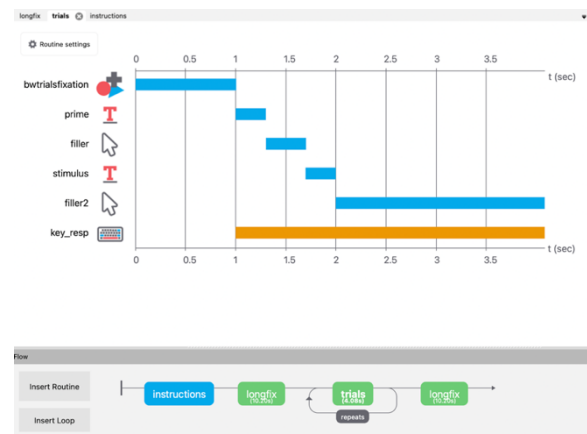 longfix trials instructions
Routine settings
0 0.5 1 1.5 2 2.5 3 3.5
t (sec)
bwtrialsfixation
prime
filler
stimulus
filler2
key_resp
t (sec)
0 0.5 1 1.5 2 2.5 3 3.5
Flow
Insert Routine
instructions
longfix
(10.20s)
trials
(4.09s)
longfix
(10.20s)
repeats
Insert Loop